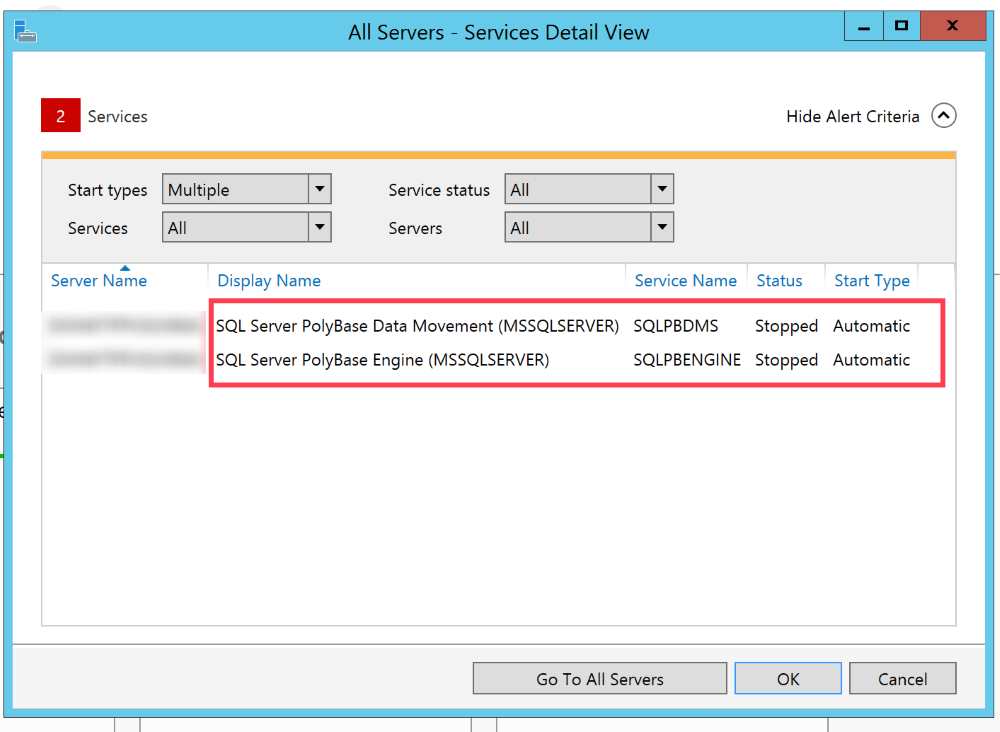 All Servers - Services Detail View
2 Services
Hide Alert Criteria
Start types Multiple Service status All
Services All Servers All
Server Name Display Name Service Name Status Start Type
SQL Server PolyBase Data Movement (MSSQLSERVER) SQLPBDMS Stopped Automatic
SQL Server PolyBase Engine (MSSQLSERVER) SQLPBENGINE Stopped Automatic
Go To All Servers OK Cancel